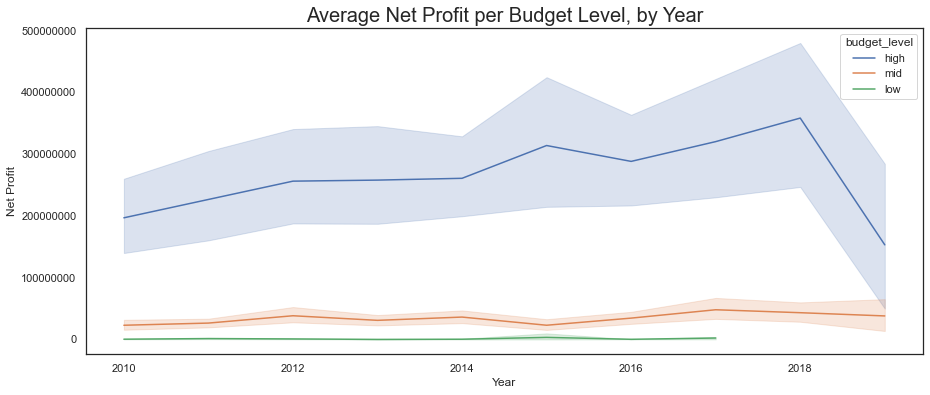 Average Net Profit per Budget Level, by Year
500000000
400000000
300000000
200000000
100000000
0
Net Profit
budget_level
high
mid
low
2010
2012
2014
2016
2018
Year